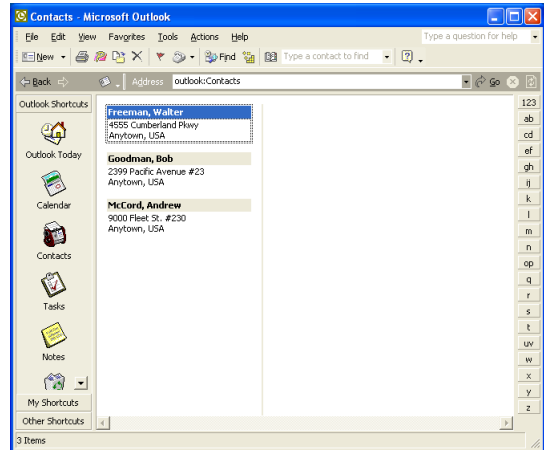 Contacts - Microsoft Outlook
File Edit View Favorites Tools Actions Help Type a question for help
New Find Type a contact to find
Back Address outlook:Contacts Go
Outlook Shortcuts
Outlook Today
Calendar
Contacts
Tasks
Notes
My Shortcuts
Other Shortcuts
Freeman, Walter
4555 Cumberland Pkwy
Anytown, USA
Goodman, Bob
2399 Pacific Avenue #23
Anytown, USA
McCord, Andrew
9000 Fleet St. #230
Anytown, USA
123
ab
cd
ef
gh
ij
k
l
m
n
op
q
r
s
t
uv
w
x
y
z
3 Items